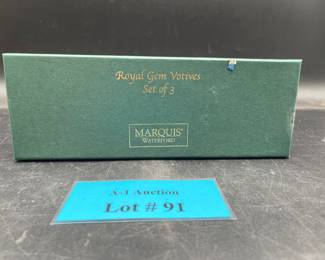 Royal Gem Votives
Set of 3
MARQUIS®
WATERFORD
A-1 Auction
Lot # 91